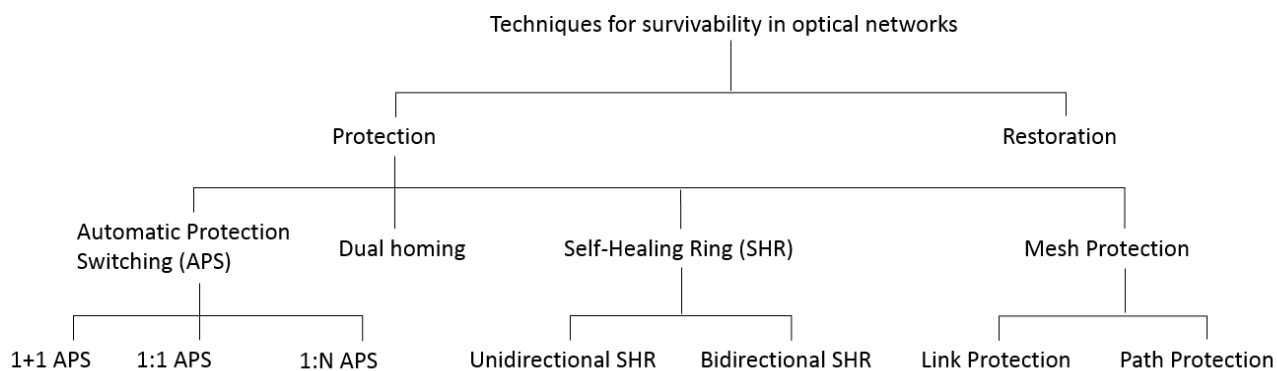 Techniques for survivability in optical networks
Protection
Restoration
Automatic Protection
Switching (APS)
Dual homing
Self-Healing Ring (SHR)
Mesh Protection
1+1 APS
1:1 APS
1:N APS
Unidirectional SHR
Bidirectional SHR
Link Protection
Path Protection